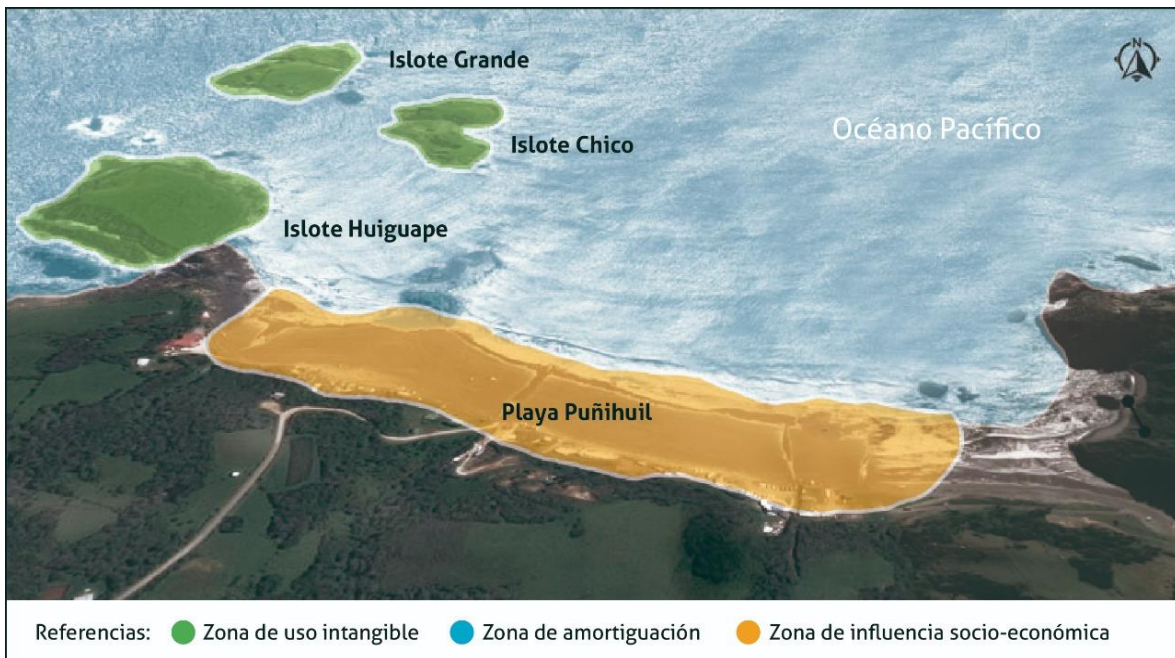 Islote Grande
N
Islote Chico
Océano Pacífico
Islote Huiguape
Playa Puñihuil
Referencias: Zona de uso intangible Zona de amortiguación Zona de influencia socio-económica